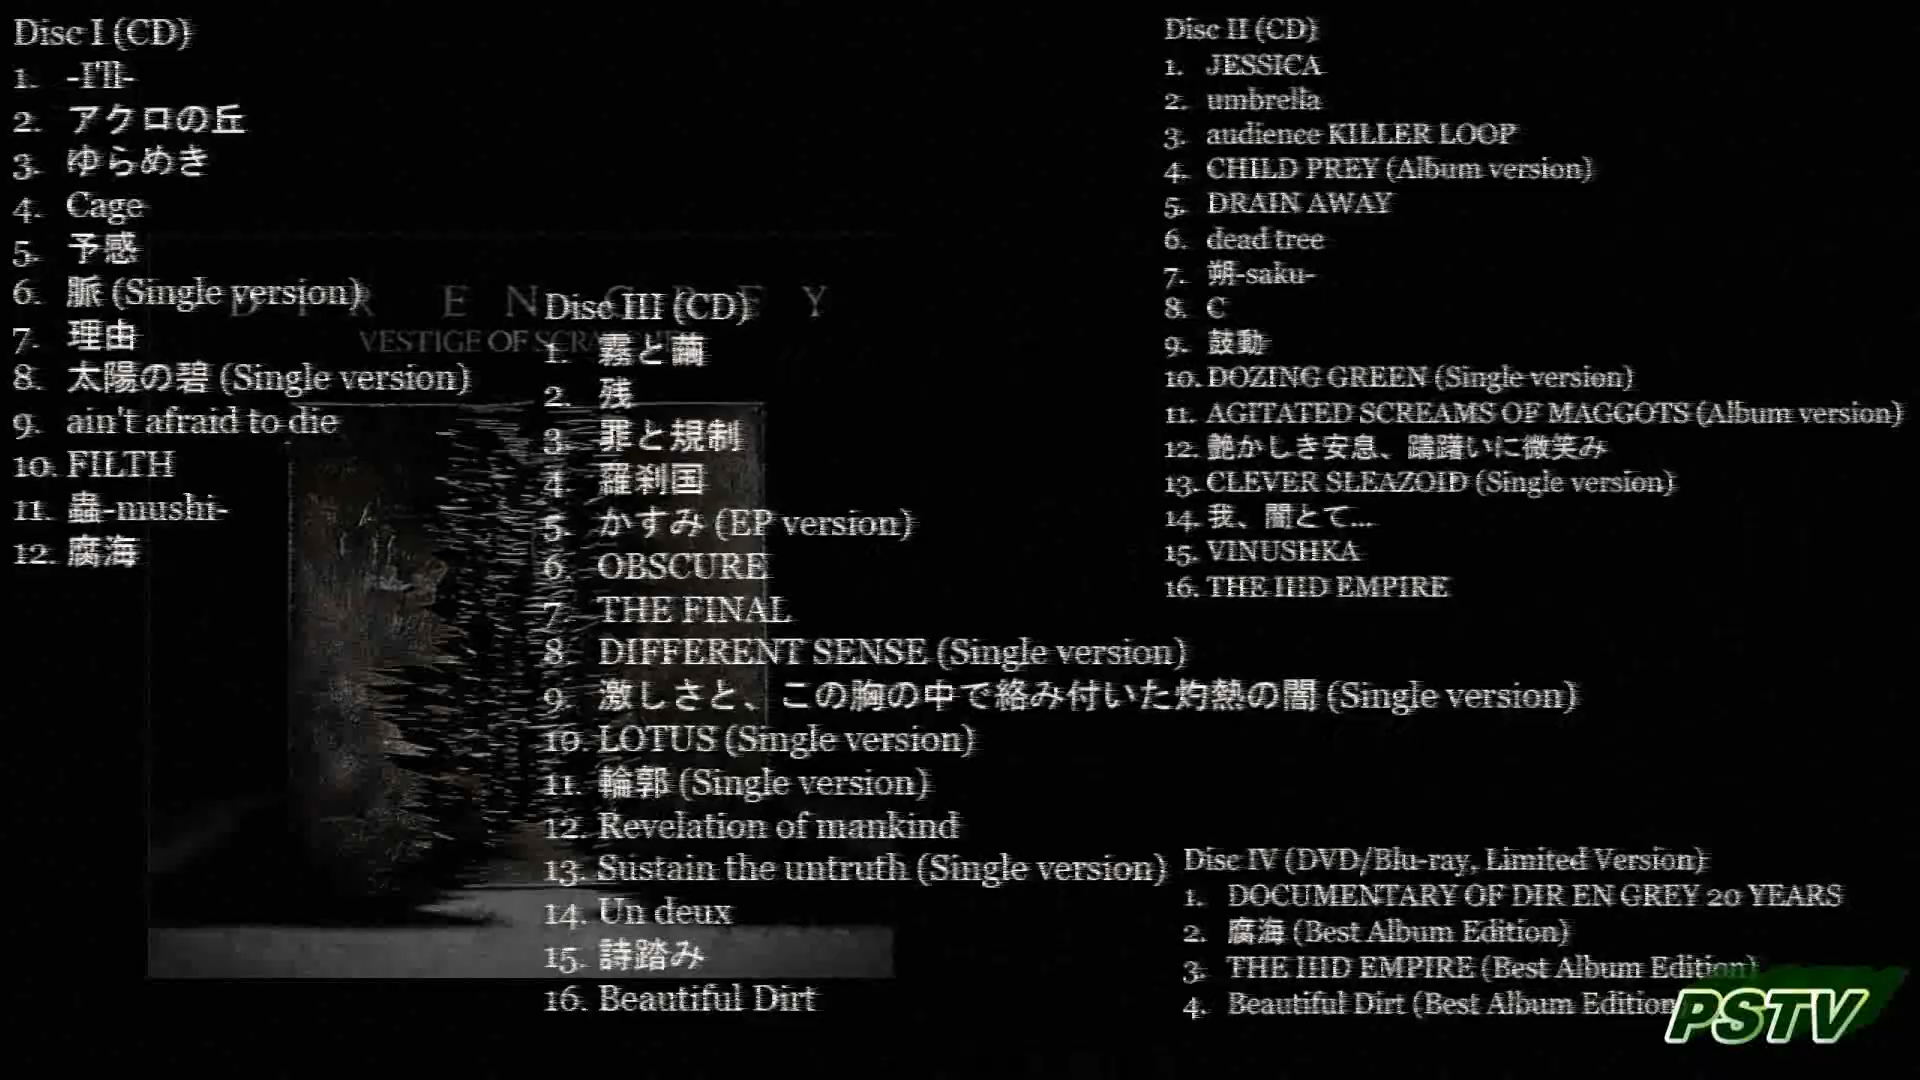 Disc I (CD)
1. -I'll-
2. アクロの丘
3. ゆらめき
4. Cage
5. 予感
6. 脈 (Single version)
7. 理由
8. 太陽の碧 (Single version)
9. ain't afraid to die
10. FILTH
11. 蟲-mushi-
12. 腐海
Disc II (CD)
1. JESSICA
2. umbrella
3. audience KILLER LOOP
4. CHILD PREY (Album version)
5. DRAIN AWAY
6. dead tree
7. 朔-saku-
8. C
9. 鼓動
10. DOZING GREEN (Single version)
11. AGITATED SCREAMS OF MAGGOTS (Album version)
12. 艶かしき安息、躊躇いに微笑み
13. CLEVER SLEAZOID (Single version)
14. 我、闇とて...
15. VINUSHKA
16. THE IIID EMPIRE
VESTIGE OF
Disc III (CD)
1. 霧と繭
2. 残
3. 罪と規制
4. 羅刹国
5. かすみ (EP version)
6. OBSCURE
7. THE FINAL
8. DIFFERENT SENSE (Single version)
9. 激しさと、この胸の中で絡み付いた灼熱の闇 (Single version)
10. LOTUS (Single version)
11. 輪郭 (Single version)
12. Revelation of mankind
13. Sustain the untruth (Single version)
14. Un deux
15. 詩踏み
16. Beautiful Dirt
Disc IV (DVD/Blu-ray, Limited Version)
1. DOCUMENTARY OF DIR EN GREY 20 YEARS
2. 腐海 (Best Album Edition)
3. THE IIID EMPIRE (Best Album Edition)
4. Beautiful Dirt (Best Album Edition
PSTV